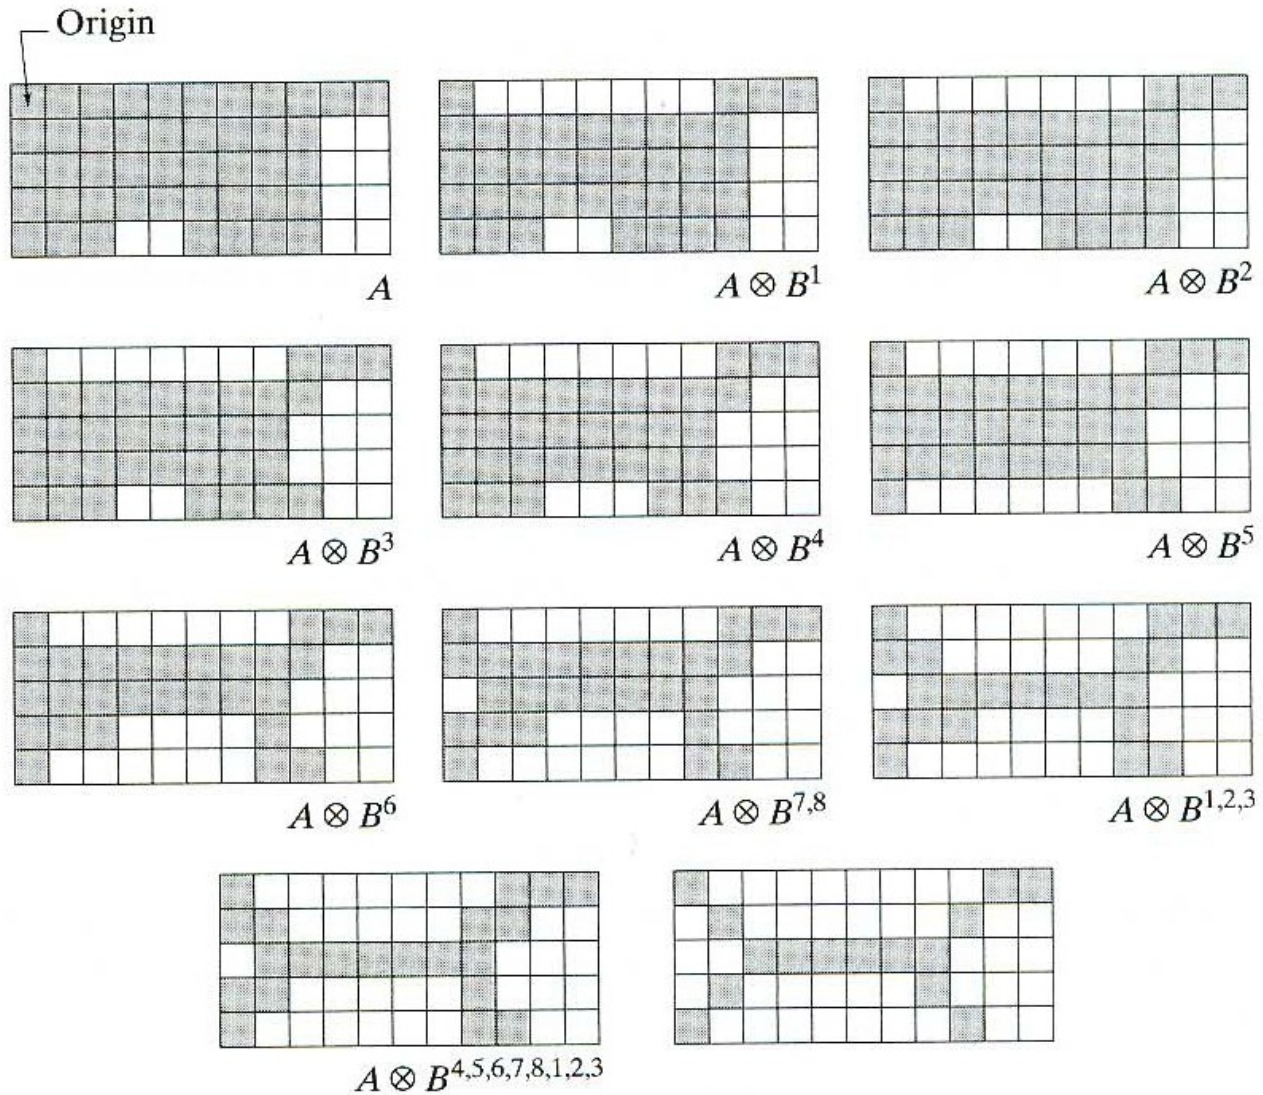 Origin
A
A ⊗ B¹
A ⊗ B²
A ⊗ B³
A ⊗ B⁴
A ⊗ B⁵
A ⊗ B⁶
A ⊗ B⁷,⁸
A ⊗ B¹,²,³
A ⊗ B⁴,⁵,⁶,⁷,⁸,¹,²,³